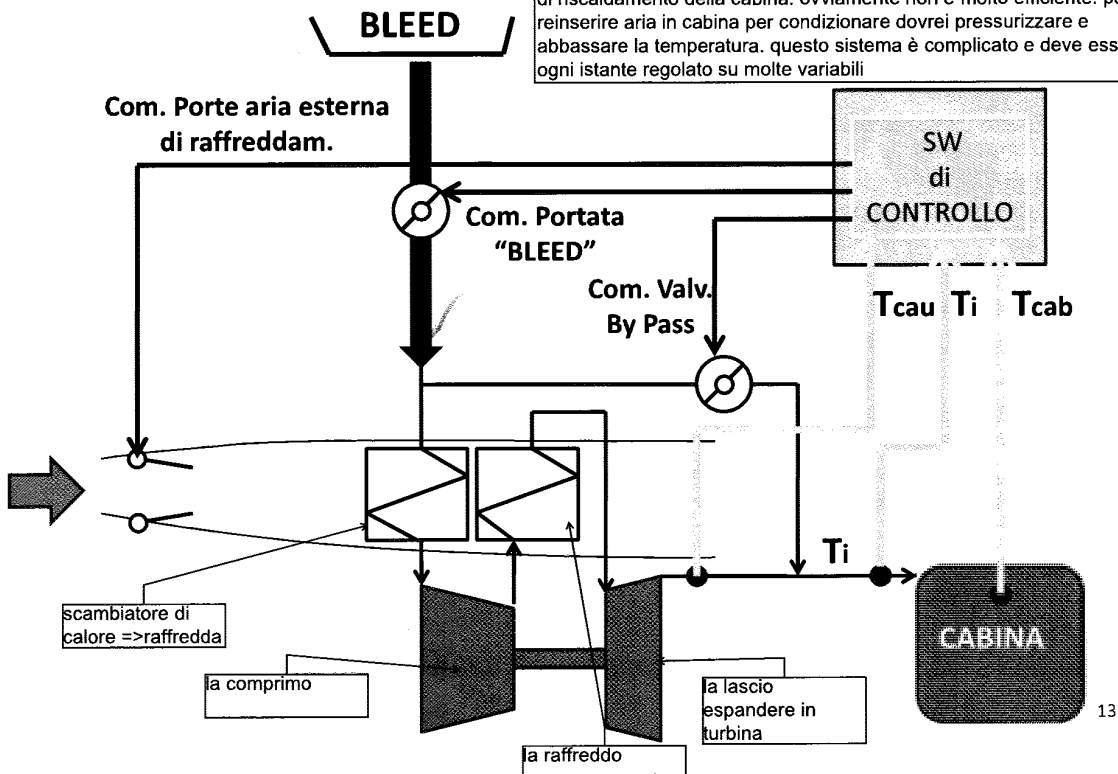 BLEED
di riscaldamento della cabina. ovviamente non è molto efficiente.
reinserire aria in cabina per condizionare dovrei pressurizzare e
abbassare la temperatura. questo sistema è complicato e deve
ogni istante regolato su molte variabili
Com. Porte aria esterna
di raffreddam.
SW
di
CONTROLLO
Com. Portata
“BLEED”
Com. Valv.
By Pass
Tcau Ti Tcab
Ti
scambiatore di
calore =>raffredda
CABINA
la comprimo
la lascio
espandere in
turbina
la raffreddo
13